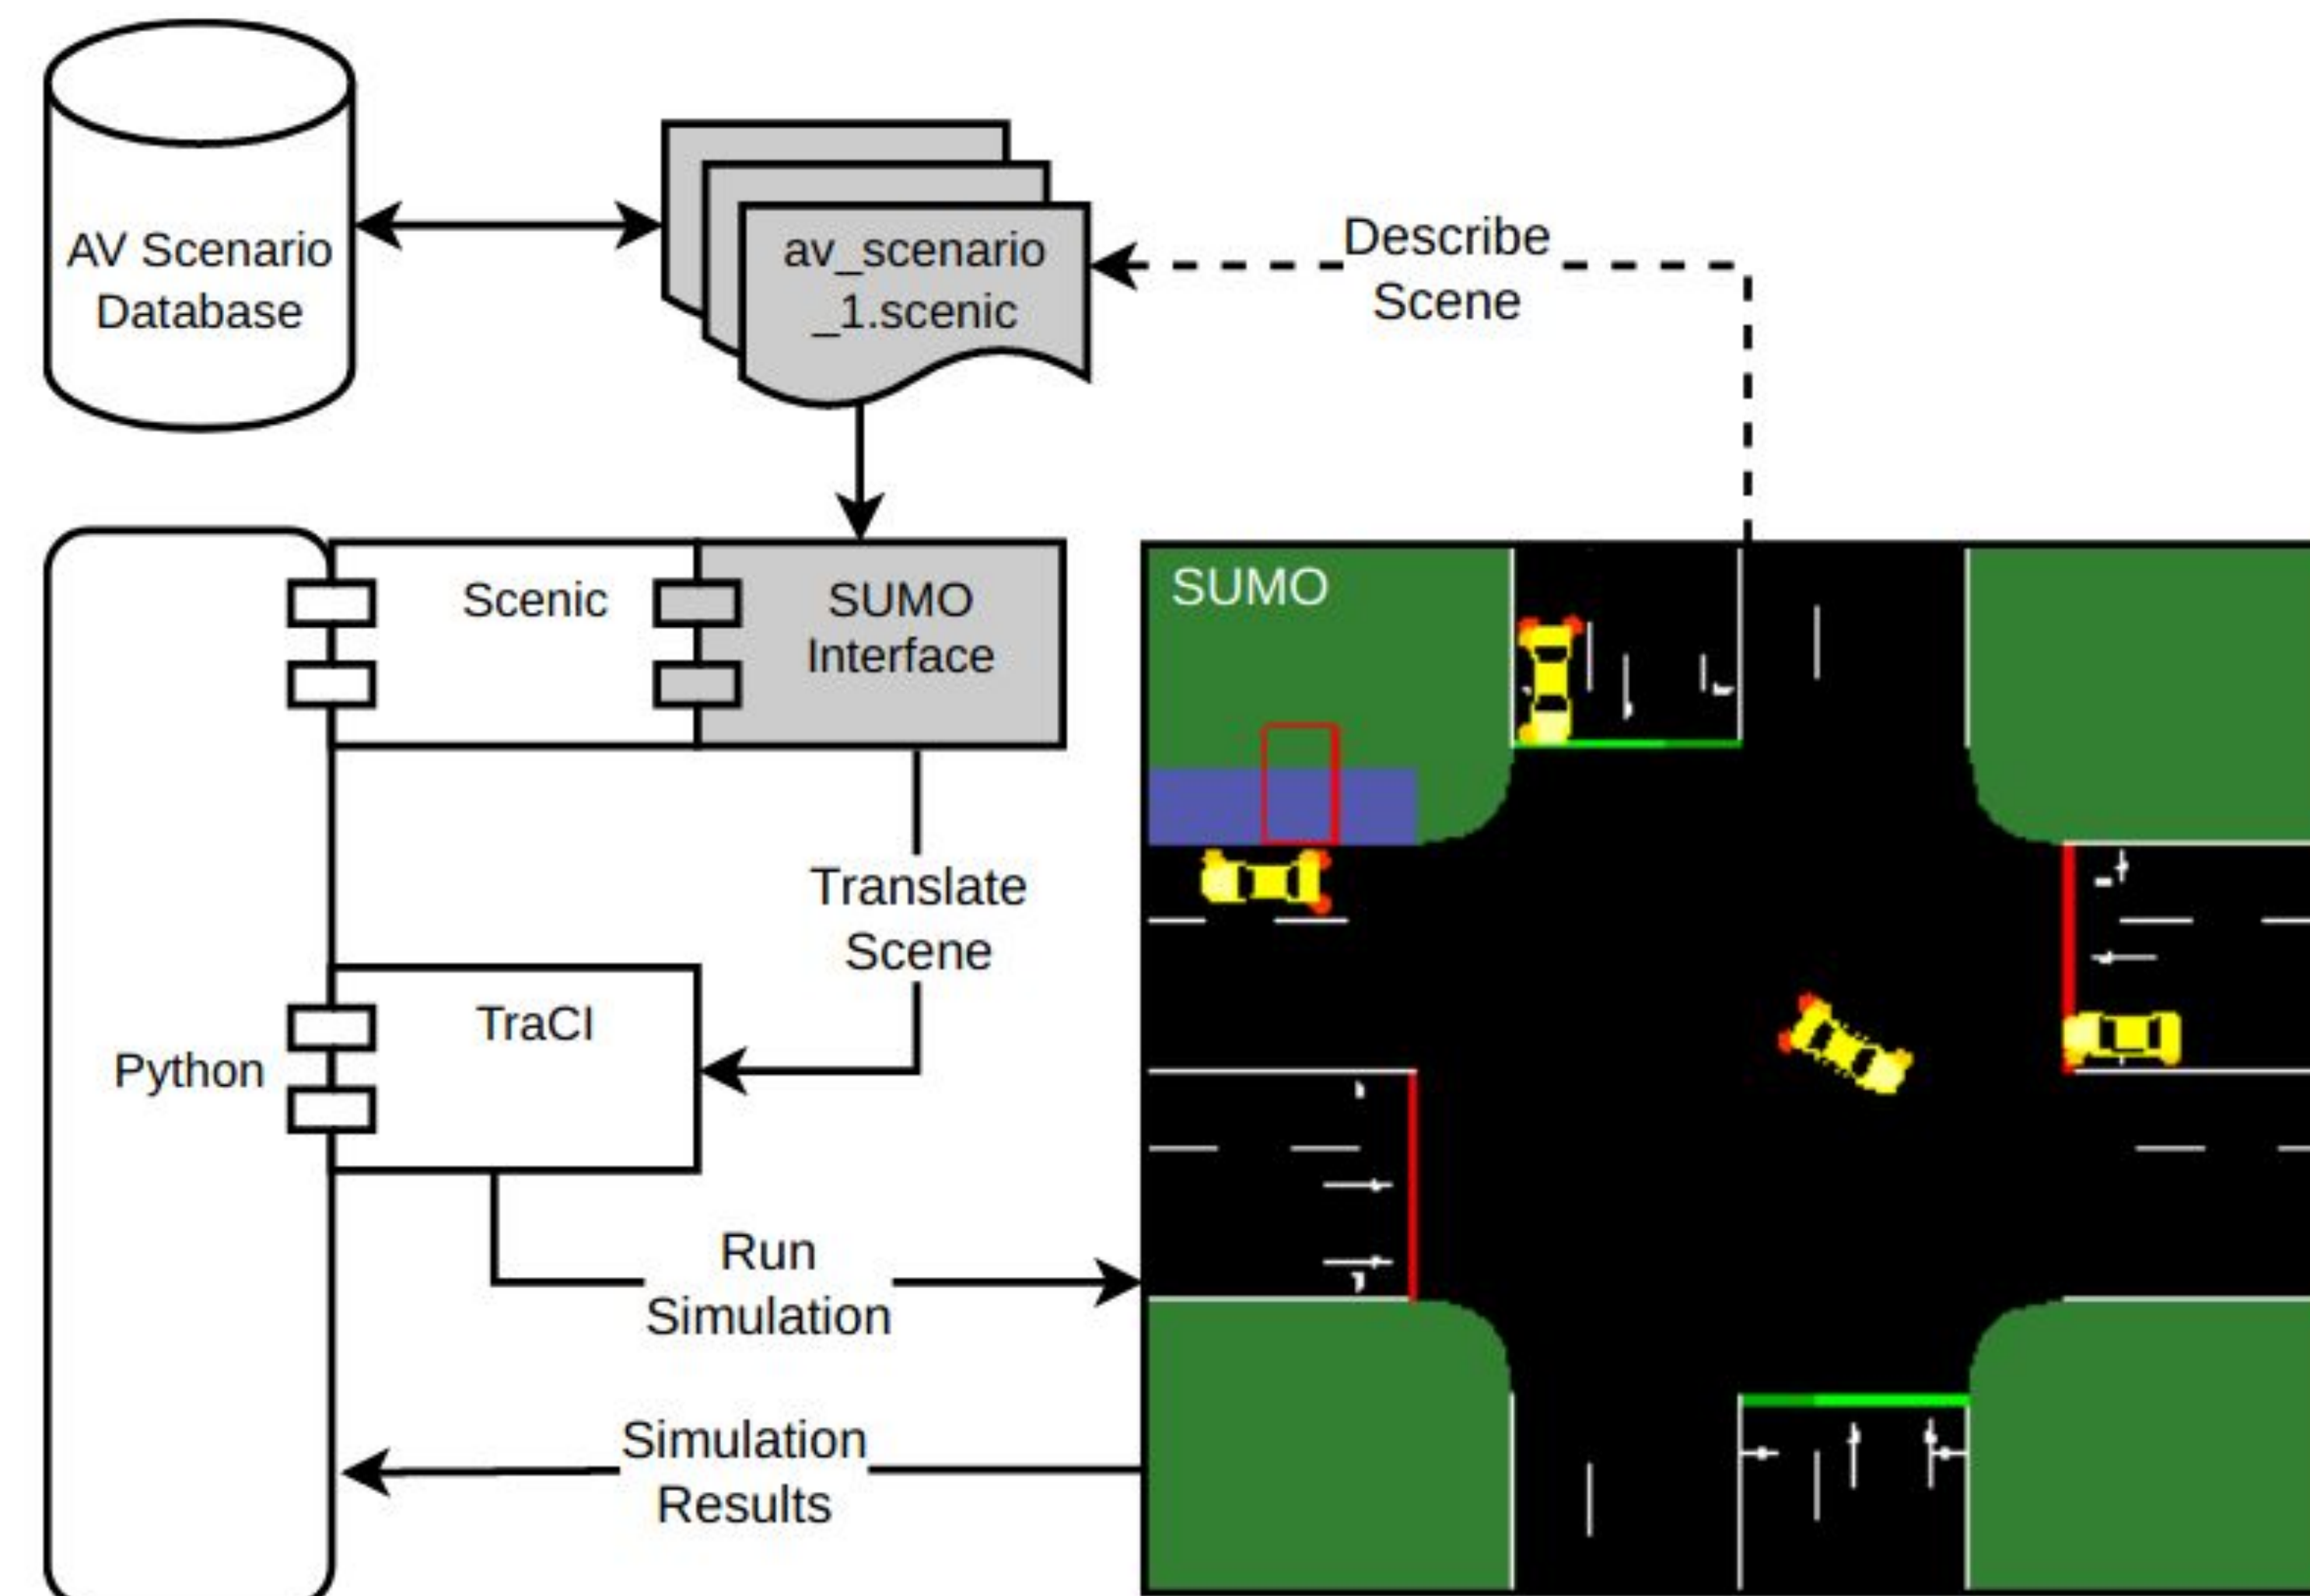 AV Scenario
Database
av_scenario
_1.scenic
Describe
Scene
Scenic
SUMO
Interface
SUMO
Translate
Scene
TraCI
Python
Run
Simulation
Simulation
Results